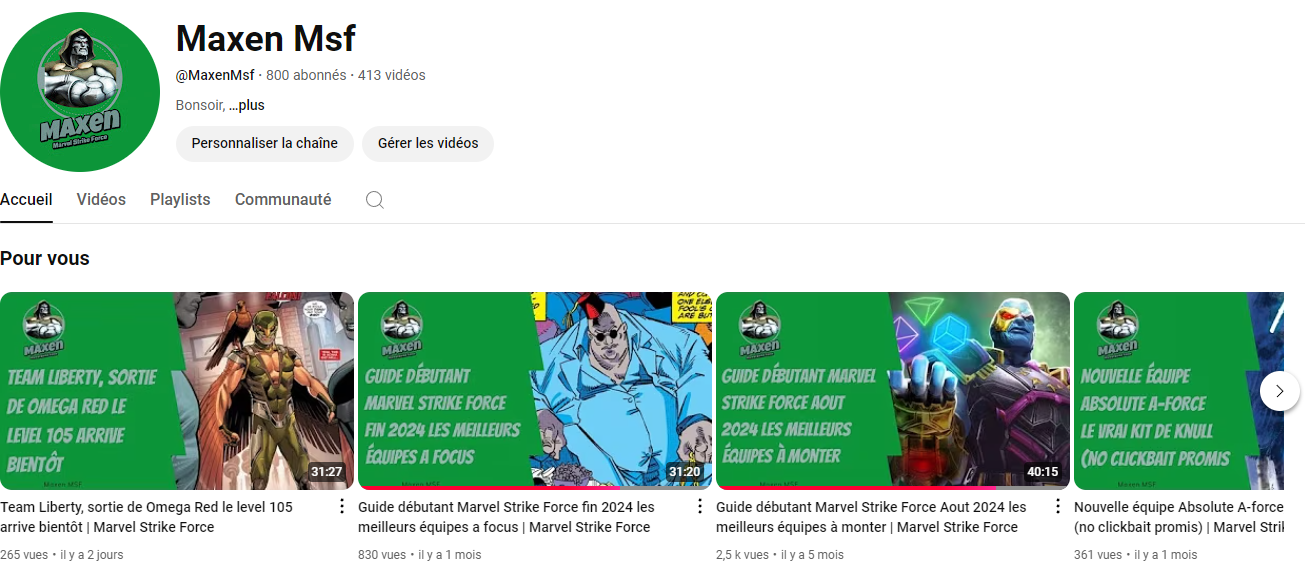 Maxen Msf
@MaxenMsf · 800 abonnés · 413 vidéos
Bonsoir, ...plus
Personnaliser la chaîne
Gérer les vidéos
MAXEN
Marvel Strike Force
Accueil
Vidéos
Playlists
Communauté
Pour vous
MAXEN
TEAM LIBERTY, SORTIE
DE OMEGA RED LE
LEVEL 105 ARRIVE
BIENTÔT
Maxen MSF
31:27
MAXEN
GUIDE DÉBUTANT
MARVEL STRIKE FORCE
FIN 2024 LES MEILLEURS
ÉQUIPES A FOCUS
Maxen MSF
31:20
MAXEN
GUIDE DÉBUTANT MARVEL
STRIKE FORCE AOUT
2024 LES MEILLEURS
ÉQUIPES À MONTER
Maxen MSF
40:15
MAXEN
NOUVELLE ÉQUIPE
ABSOLUTE A-FORCE
LE VRAI KIT DE KNULL
(NO CLICKBAIT PROMIS
Maxen MSF
Team Liberty, sortie de Omega Red le level 105
arrive bientôt | Marvel Strike Force
265 vues · il y a 2 jours
Guide débutant Marvel Strike Force fin 2024 les
meilleurs équipes a focus | Marvel Strike Force
830 vues · il y a 1 mois
Guide débutant Marvel Strike Force Aout 2024 les
meilleurs équipes à monter | Marvel Strike Force
2,5 k vues · il y a 5 mois
Nouvelle équipe Absolute A-force
(no clickbait promis) | Marvel Strik
361 vues · il y a 1 mois